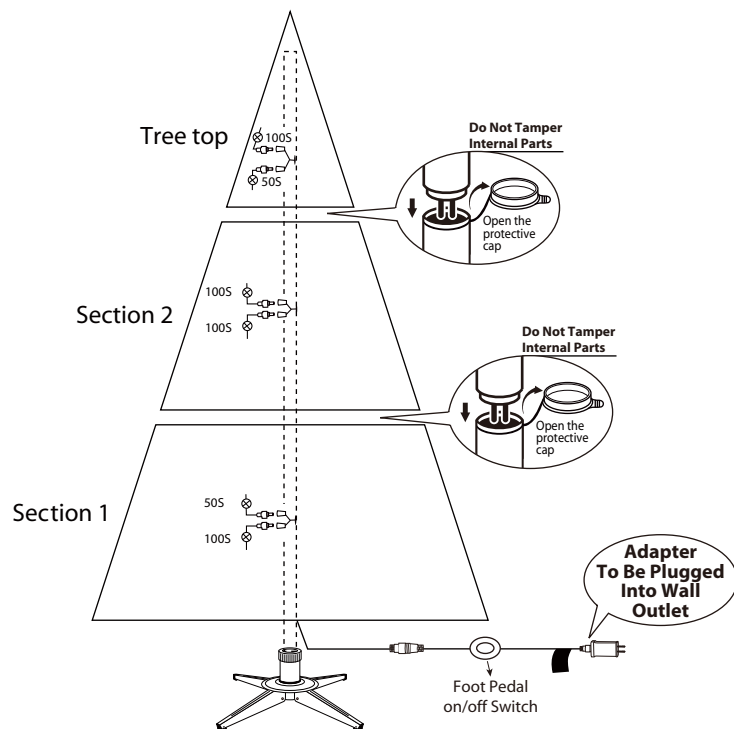 Do Not Tamper
Internal Parts
Tree top
100S
50S
Open the
protective
cap
100S
Section 2
100S
Do Not Tamper
Internal Parts
Open the
protective
cap
50S
Section 1
100S
Adapter
To Be Plugged
Into Wall
Outlet
Foot Pedal
on/off Switch